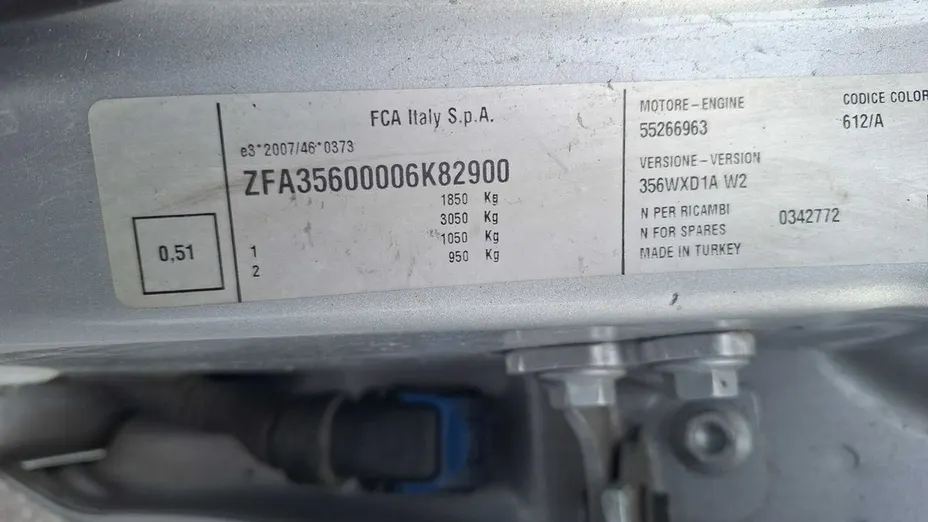 FCA Italy S.p.A.
e3*2007/46*0373
ZFA35600006K82900
1850 Kg
3050 Kg
1 1050 Kg
2 950 Kg
0,51
MOTORE-ENGINE
55266963
VERSIONE-VERSION
356WXD1A W2
N PER RICAMBI
N FOR SPARES
0342772
MADE IN TURKEY
CODICE COLOR
612/A